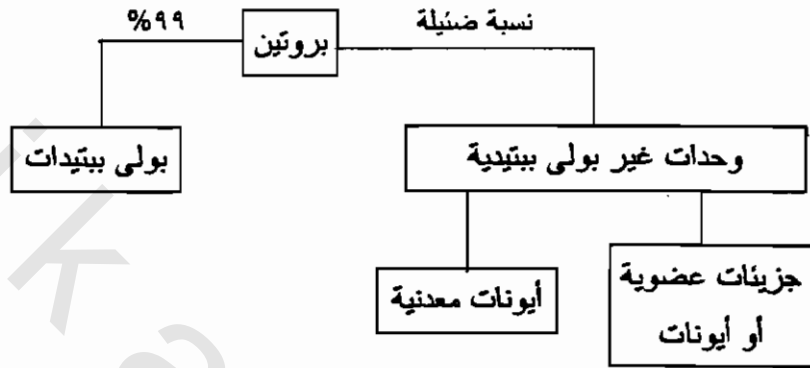 نسبة ضئيلة
%٩٩
بروتين
وحدات غير بولى ببتيدية
بولى ببتيدات
جزيئات عضوية
أو أيونات
أيونات معدنية